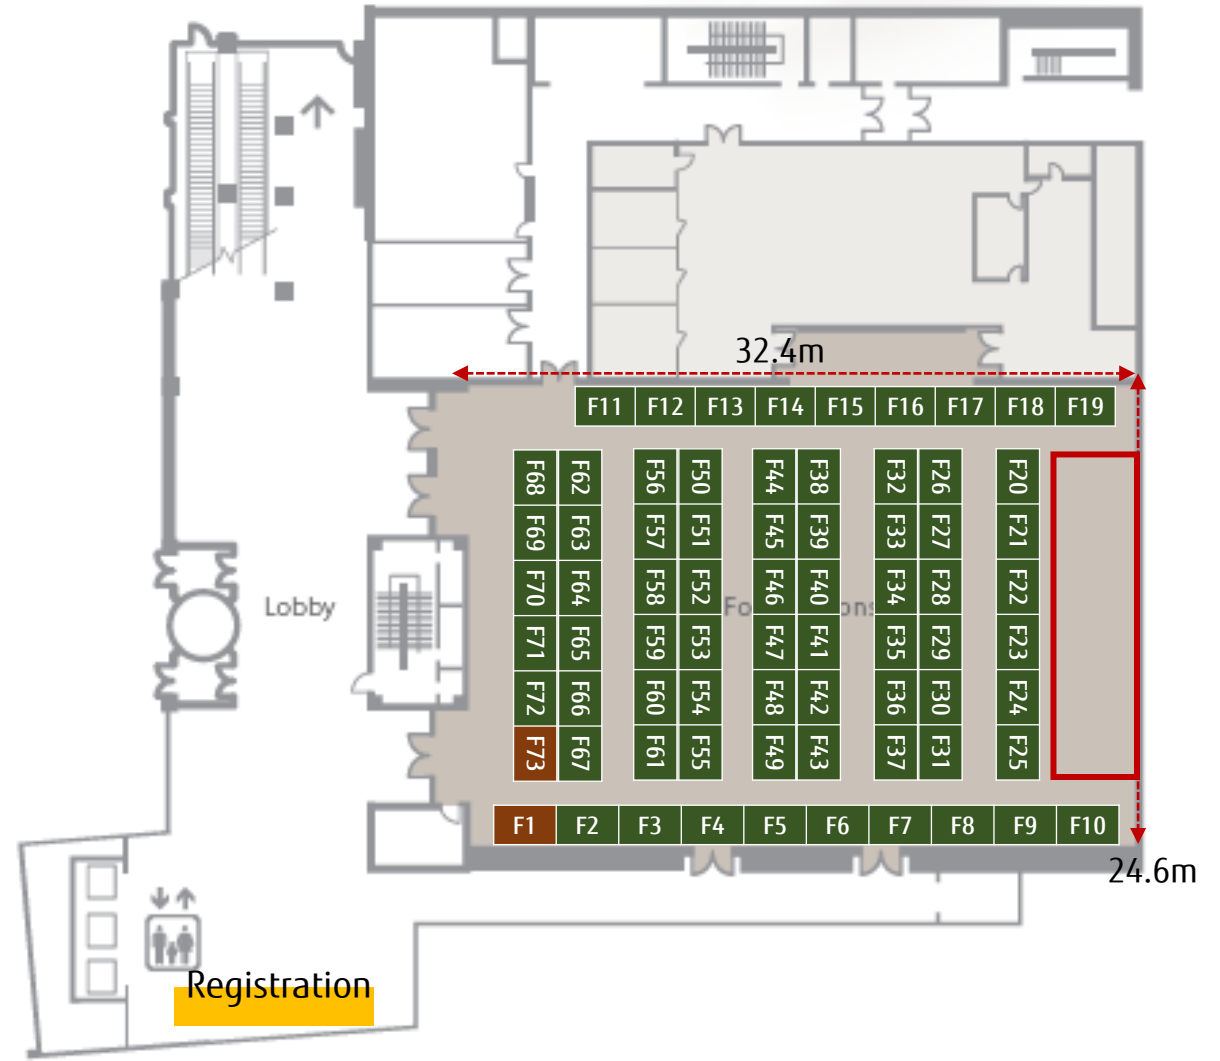 32.4m
F11 F12 F13 F14 F15 F16 F17 F18 F19
F68 F62 F56 F50 F44 F38 F32 F26 F20
F69 F63 F57 F51 F45 F39 F33 F27 F21
F70 F64 F58 F52 F46 F40 F34 F28 F22
Lobby
F71 F65 F59 F53 F47 F41 F35 F29 F23
F72 F66 F60 F54 F48 F42 F36 F30 F24
F73 F67 F61 F55 F49 F43 F37 F31 F25
F1 F2 F3 F4 F5 F6 F7 F8 F9 F10
24.6m
Registration